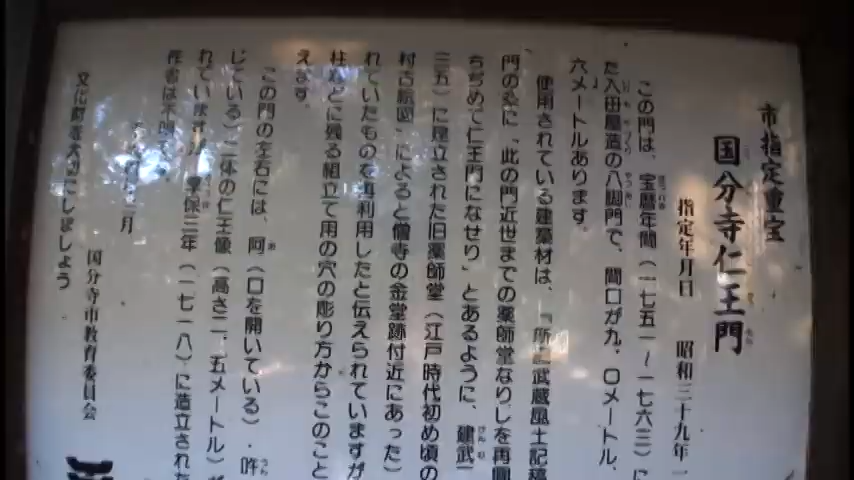 市指定重宝
国分寺仁王門
指定年月日 昭和三十九年一
この門は、宝暦年間(一七五一~一七六三)に
た入田屋造の八脚門で、間口が九.〇メートル、
六メートルあります。
使用されている建築材は、『 武蔵風土記稿
門の に「此の門近世までの薬師堂なりしを再
ちぢめて仁王門になせり」とあるように、建武
三五)に建立された旧薬師堂(江戸時代初め頃の
村古絵図」によると僧寺の金堂跡付近にあった)
れていたものを再利用したと伝えられていますが
柱などに残る組立て用の穴の彫り方からこのこと
えます。
この門の左右には、阿(口を開いている)・吽
じている)二体の仁王像(高さ二.五メートル)が
れています 享保三年(一七一八)に造立された
作者は不明
月
文化財を大切にしましょう
国分寺市教育委員会